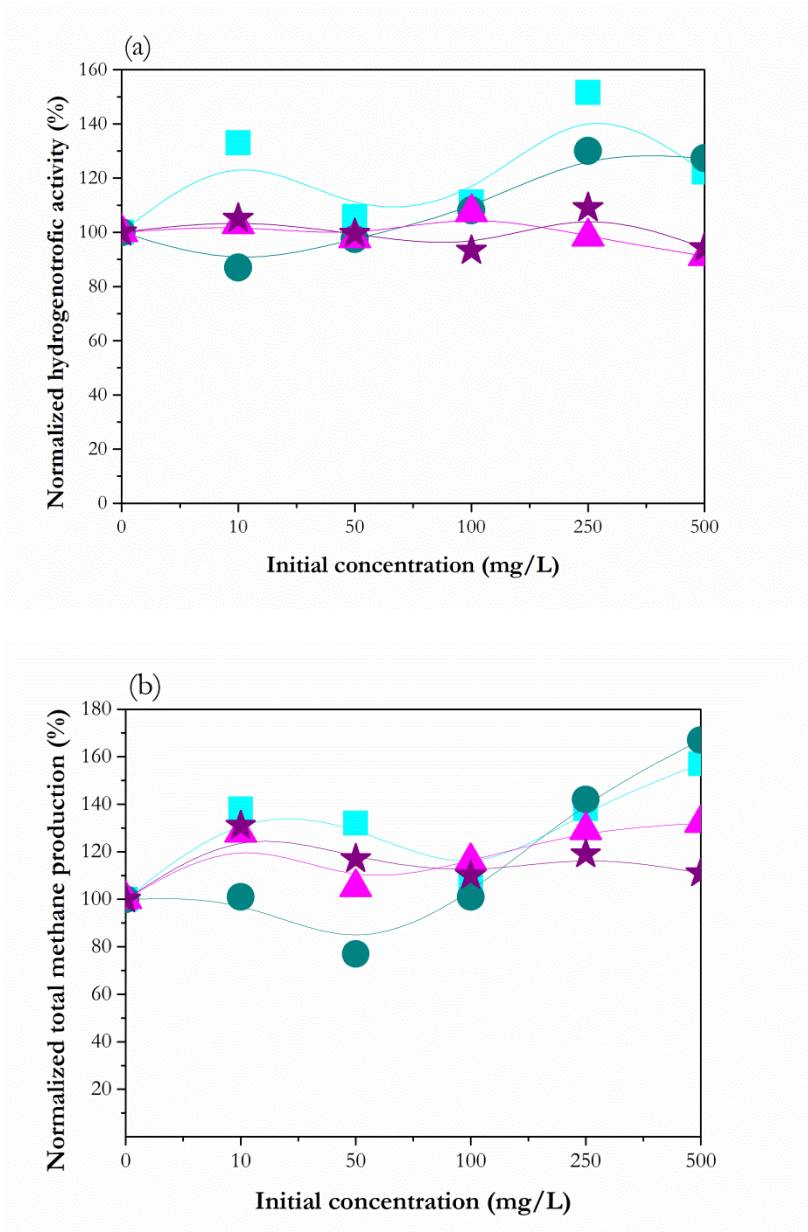 (a)
160
140
120
100
80
60
40
20
0
Normalized hydrogenotrofic activity (%)
0 10 50 100 250 500
Initial concentration (mg/L)
(b)
180
160
140
120
100
80
60
40
20
Normalized total methane production (%)
0 10 50 100 250 500
Initial concentration (mg/L)